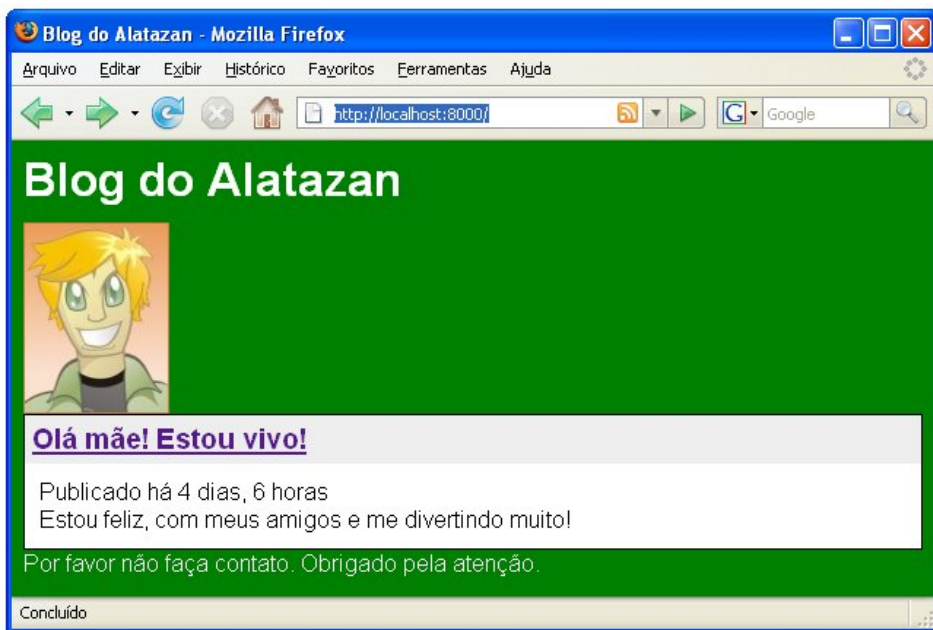 Blog do Alatazan - Mozilla Firefox
Arquivo Editar Exibir Histórico Favoritos Ferramentas Ajuda
http://localhost:8000/ G Google
Blog do Alatazan
Olá mãe! Estou vivo!
Publicado há 4 dias, 6 horas
Estou feliz, com meus amigos e me divertindo muito!
Por favor não faça contato. Obrigado pela atenção.
Concluído